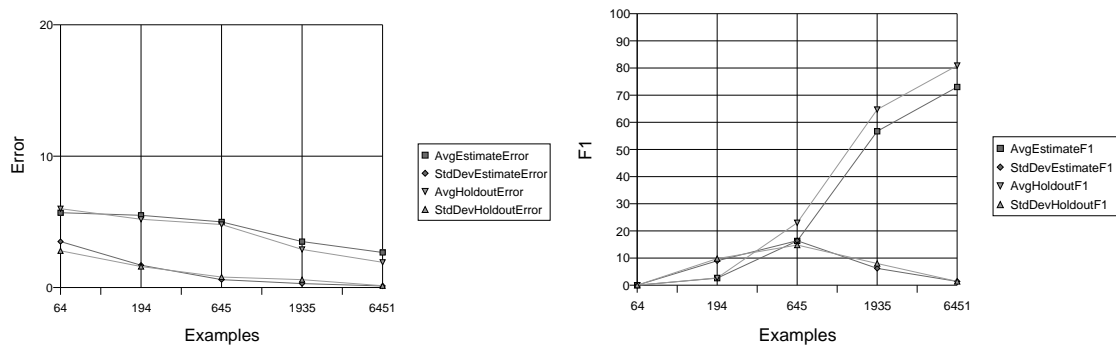 20
10
0
Error
64 194 645 1935 6451
Examples
AvgEstimateError
StdDevEstimateError
AvgHoldoutError
StdDevHoldoutError
100
90
80
70
60
50
40
30
20
10
0
F1
64 194 645 1935 6451
Examples
AvgEstimateF1
StdDevEstimateF1
AvgHoldoutF1
StdDevHoldoutF1